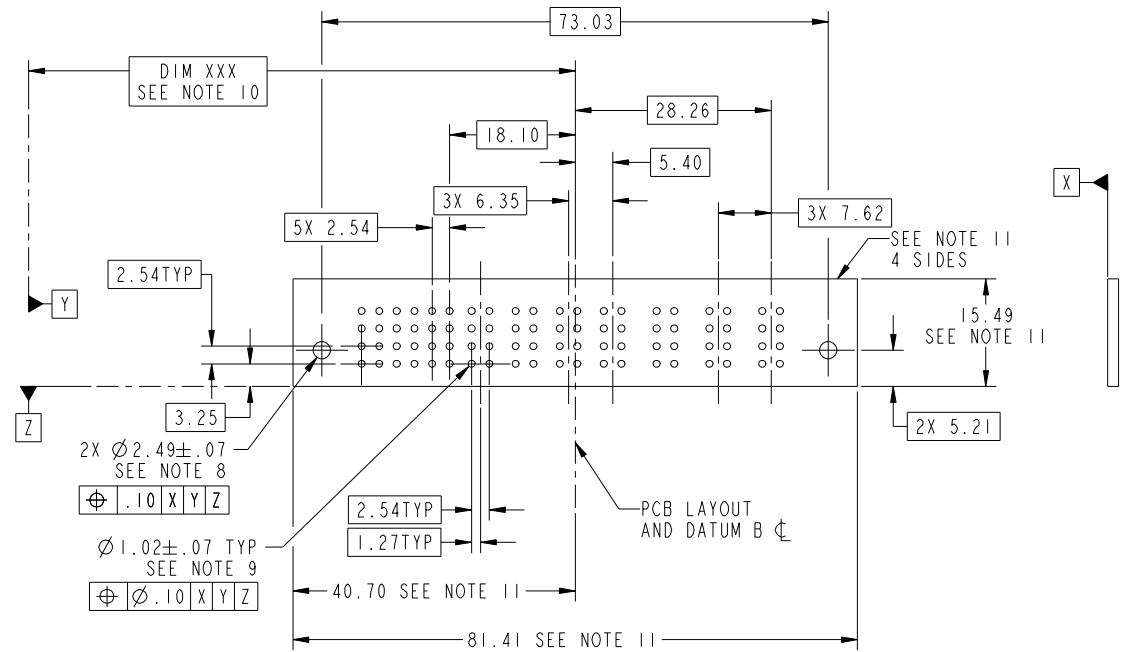 73.03
DIM XXX
SEE NOTE 10
28.26
18.10
5.40
X
3X 6.35
3X 7.62
5X 2.54
SEE NOTE 11
4 SIDES
2.54TYP
Y
15.49
SEE NOTE 11
3.25
Z
2X 5.21
2X Ø2.49±.07
SEE NOTE 8
⌖ .10 X Y Z
2.54TYP
PCB LAYOUT
AND DATUM B ℄
1.27TYP
Ø1.02±.07 TYP
SEE NOTE 9
⌖ Ø.10 X Y Z
40.70 SEE NOTE 11
81.41 SEE NOTE 11